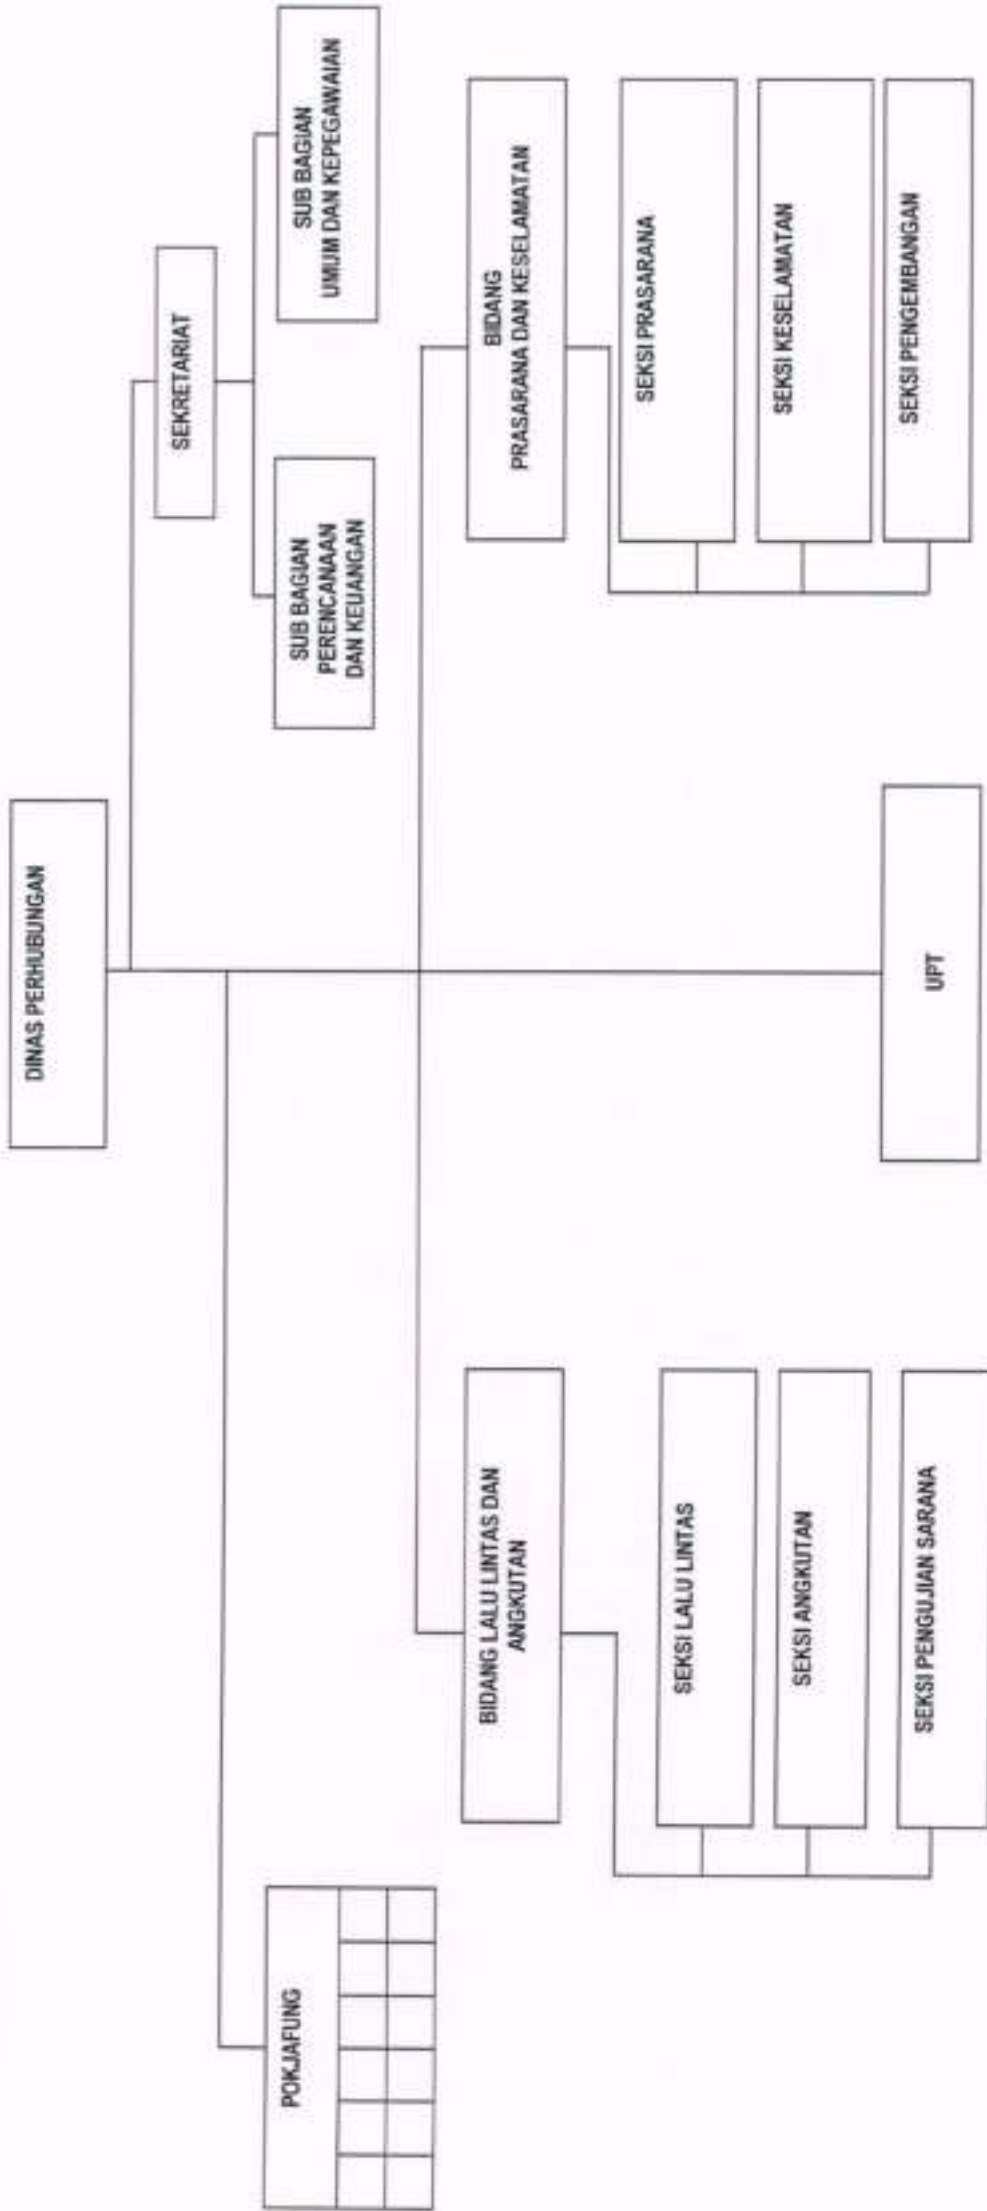 DINAS PERHUBUNGAN
SEKRETARIAT
SUB BAGIAN
PERENCANAAN
DAN KEUANGAN
SUB BAGIAN
UMUM DAN KEPEGAWAIAN
POKJAFUNG
BIDANG LALU LINTAS DAN
ANGKUTAN
SEKSI LALU LINTAS
SEKSI ANGKUTAN
SEKSI PENGUJIAN SARANA
BIDANG
PRASARANA DAN KESELAMATAN
SEKSI PRASARANA
SEKSI KESELAMATAN
SEKSI PENGEMBANGAN
UPT